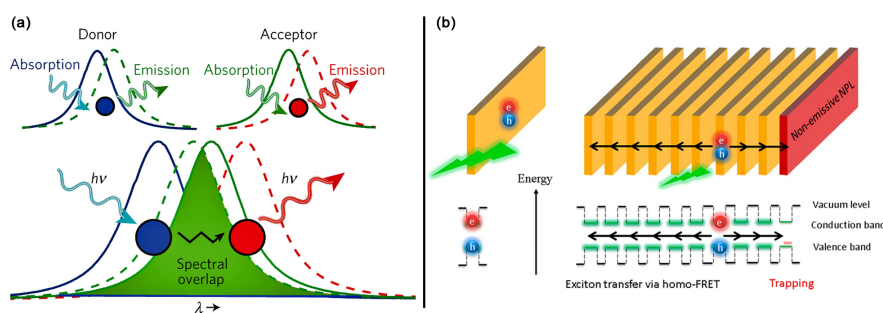 (a)
Donor
Acceptor
Absorption
Emission
Absorption
Emission
hν
hν
Spectral
overlap
λ →
(b)
e
h
Non-emissive NPL
e
h
Energy
e
h
e
h
Vacuum level
Conduction band
Valence band
Exciton transfer via homo-FRET
Trapping